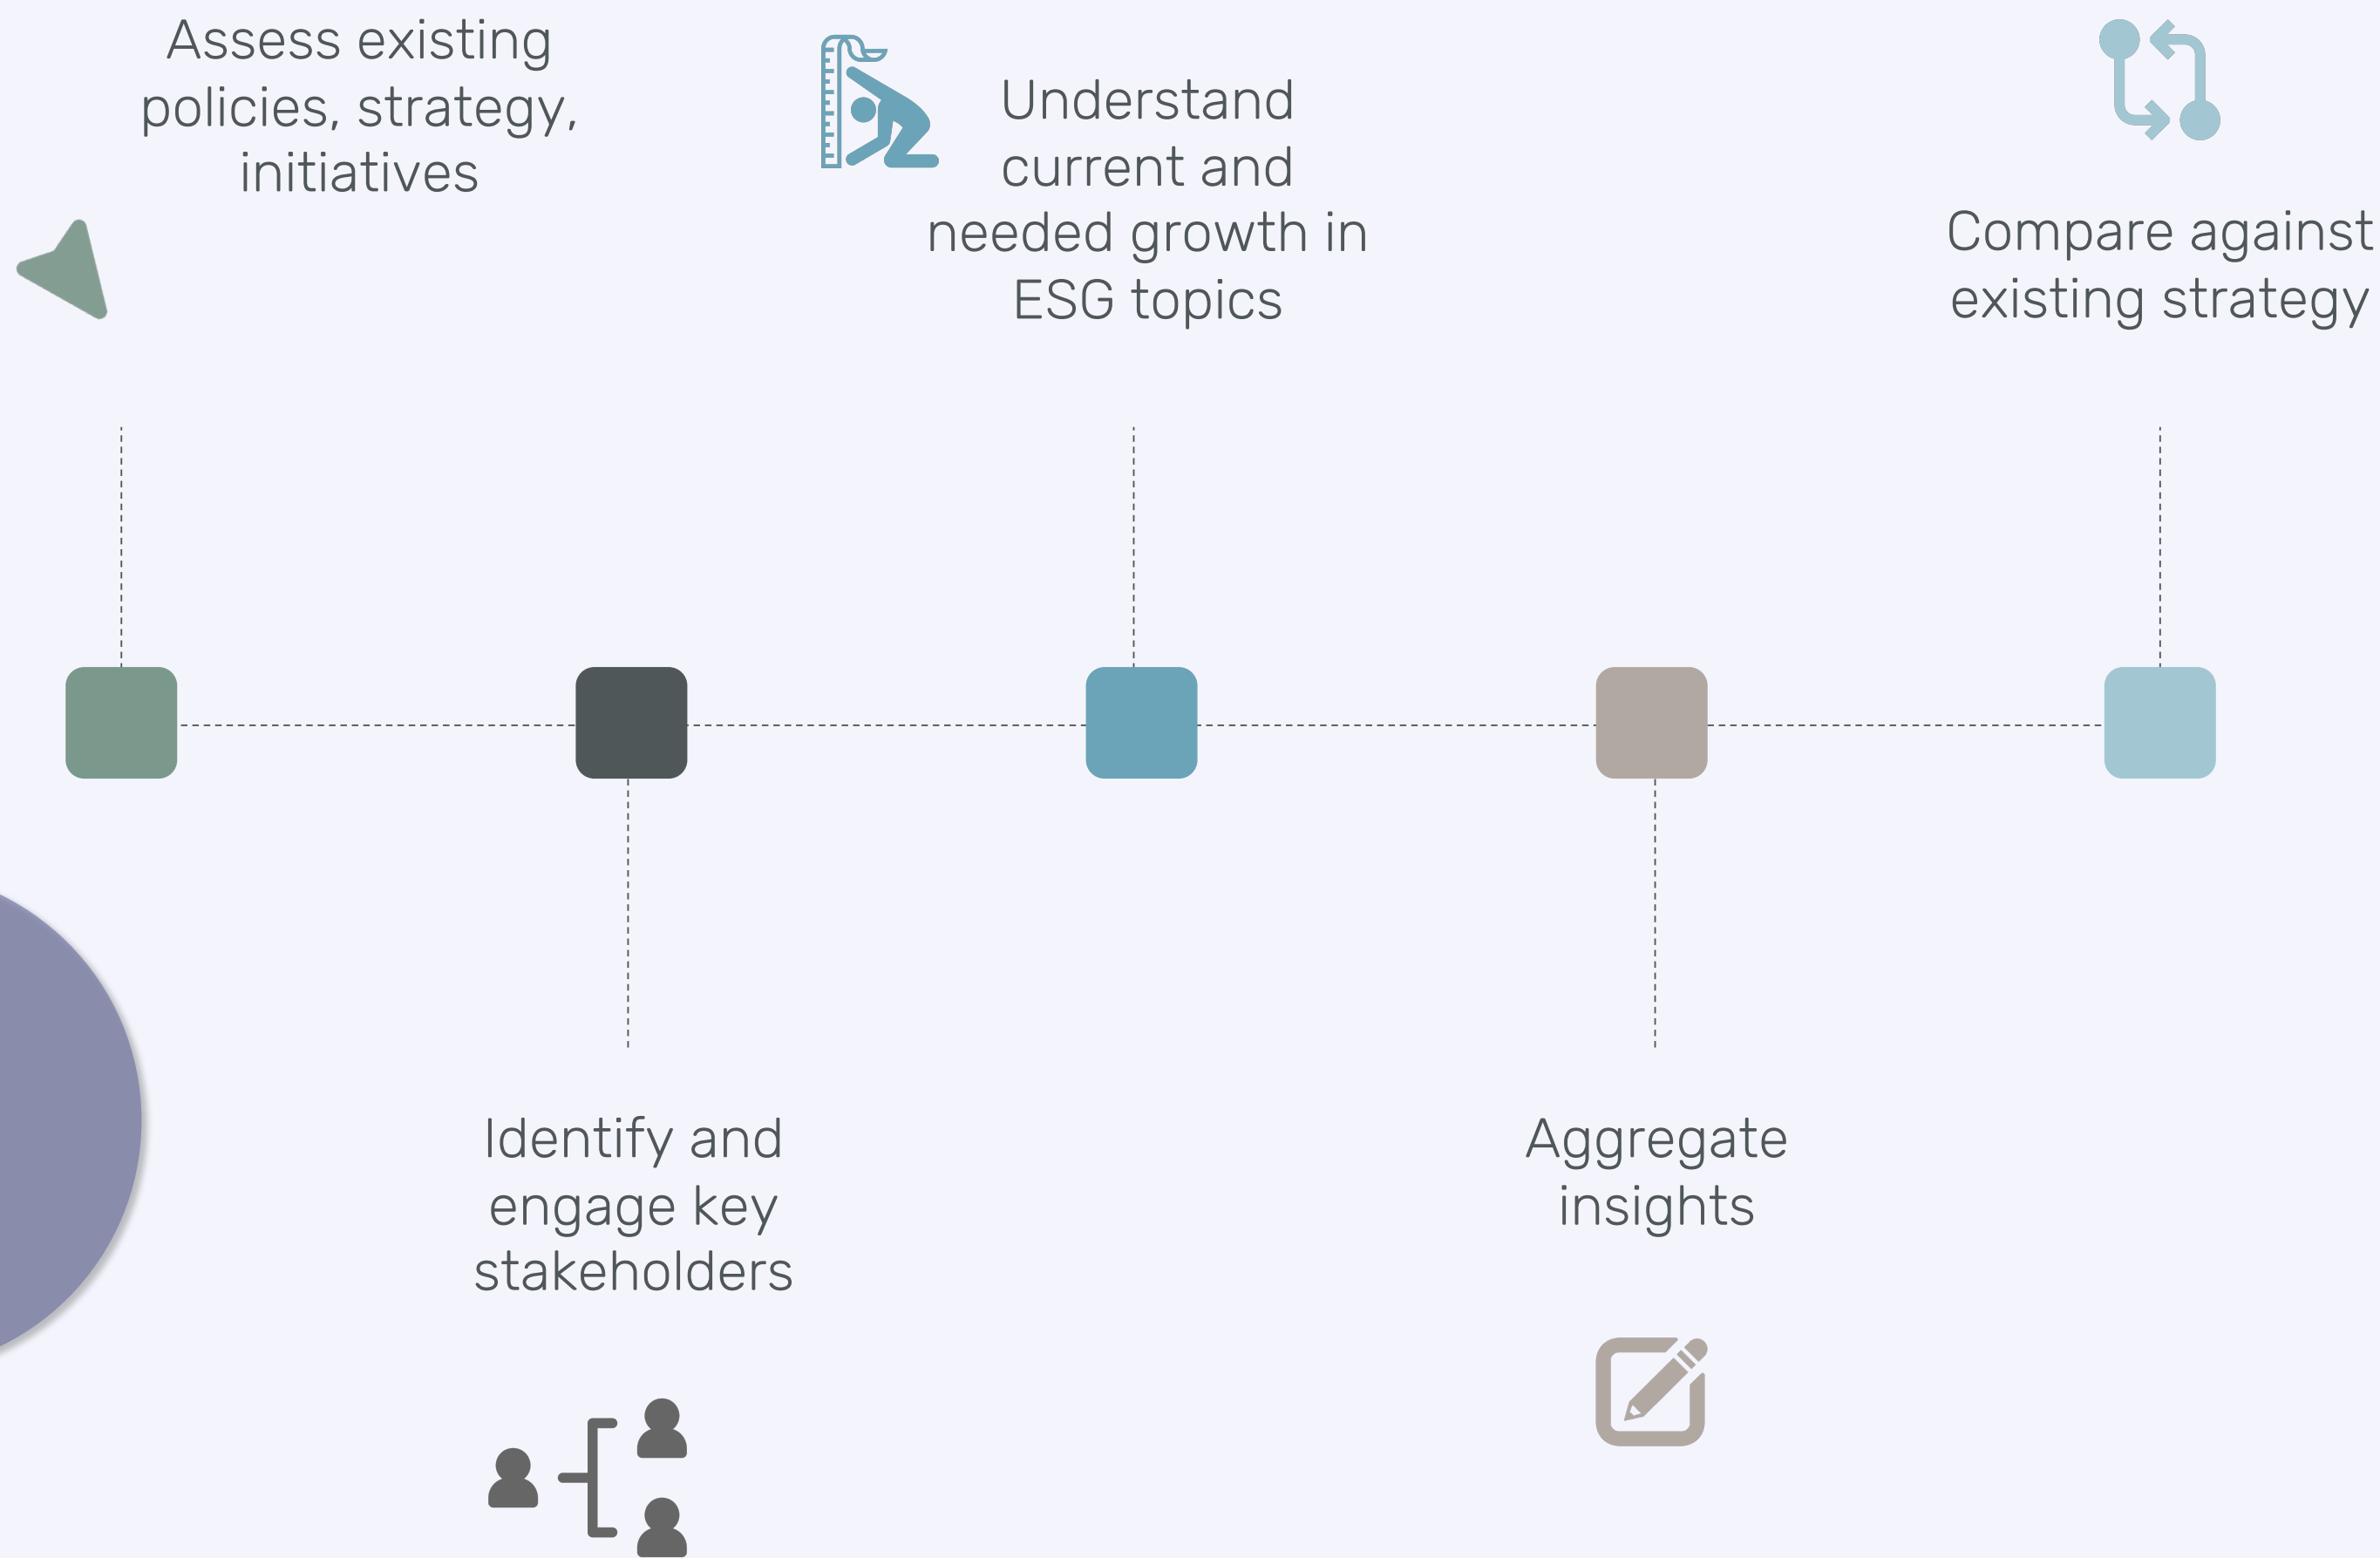 Assess existing
policies, strategy,
initiatives
Identify and
engage key
stakeholders
Understand
current and
needed growth in
ESG topics
Aggregate
insights
Compare against
existing strategy